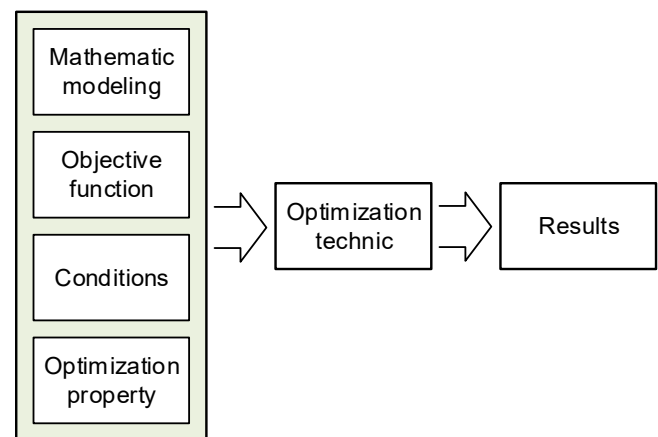 Mathematic
modeling
Objective
function
Conditions
Optimization
property
Optimization
technic
Results